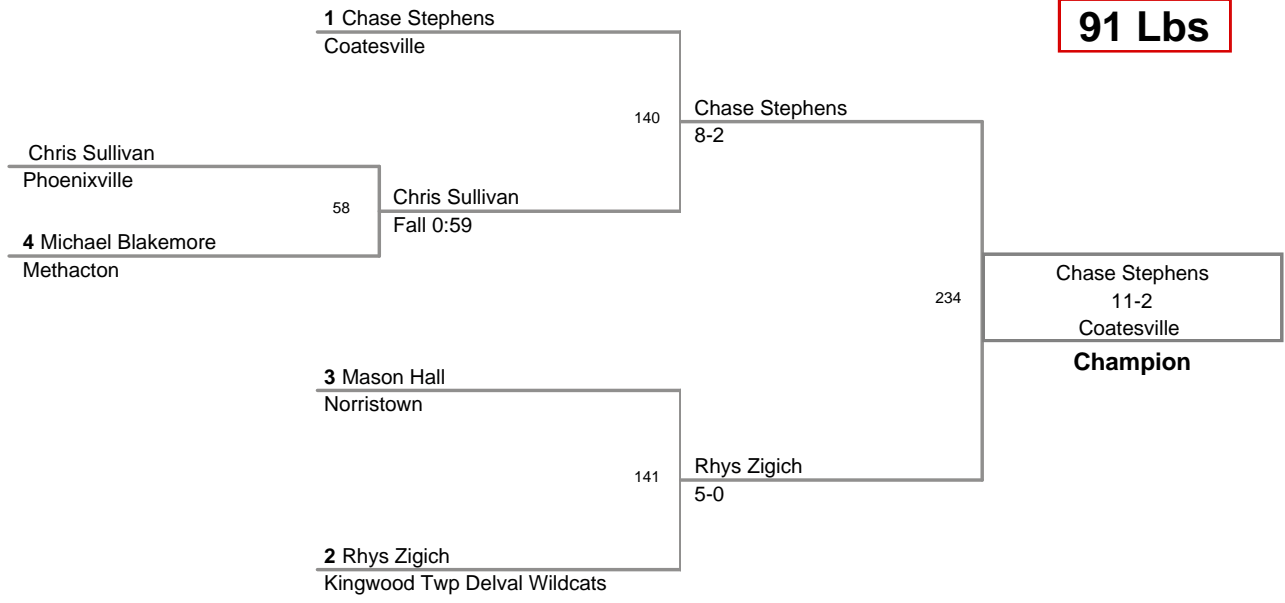 1 Chase Stephens
Coatesville
91 Lbs
140
Chase Stephens
8-2
Chris Sullivan
Phoenixville
58
Chris Sullivan
Fall 0:59
4 Michael Blakemore
Methacton
234
Chase Stephens
11-2
Coatesville
Champion
3 Mason Hall
Norristown
141
Rhys Zigich
5-0
2 Rhys Zigich
Kingwood Twp Delval Wildcats